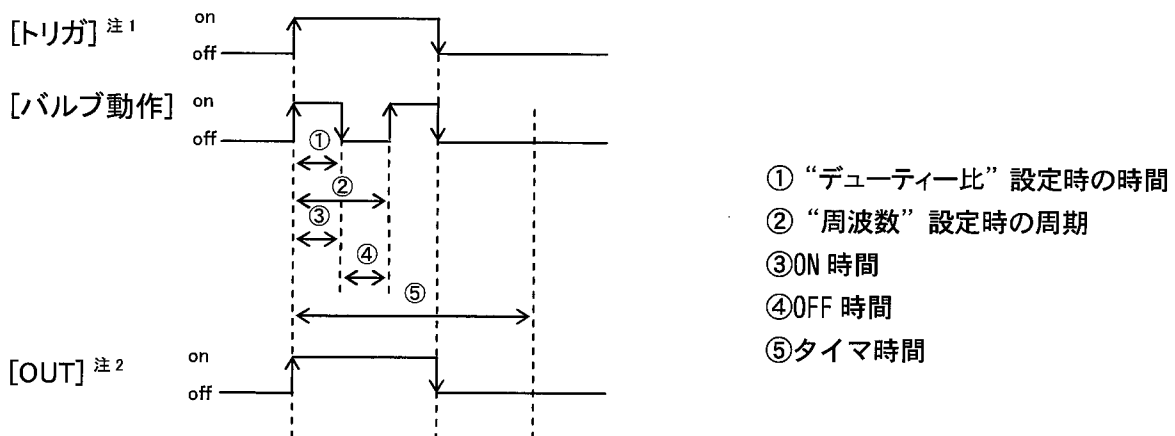 [トリガ] 注1
on
off
[バルブ動作]
on
off
①
②
③
④
⑤
[OUT] 注2
on
off
① “デューティー比” 設定時の時間
② “周波数” 設定時の周期
③ON 時間
④OFF 時間
⑤タイマ時間